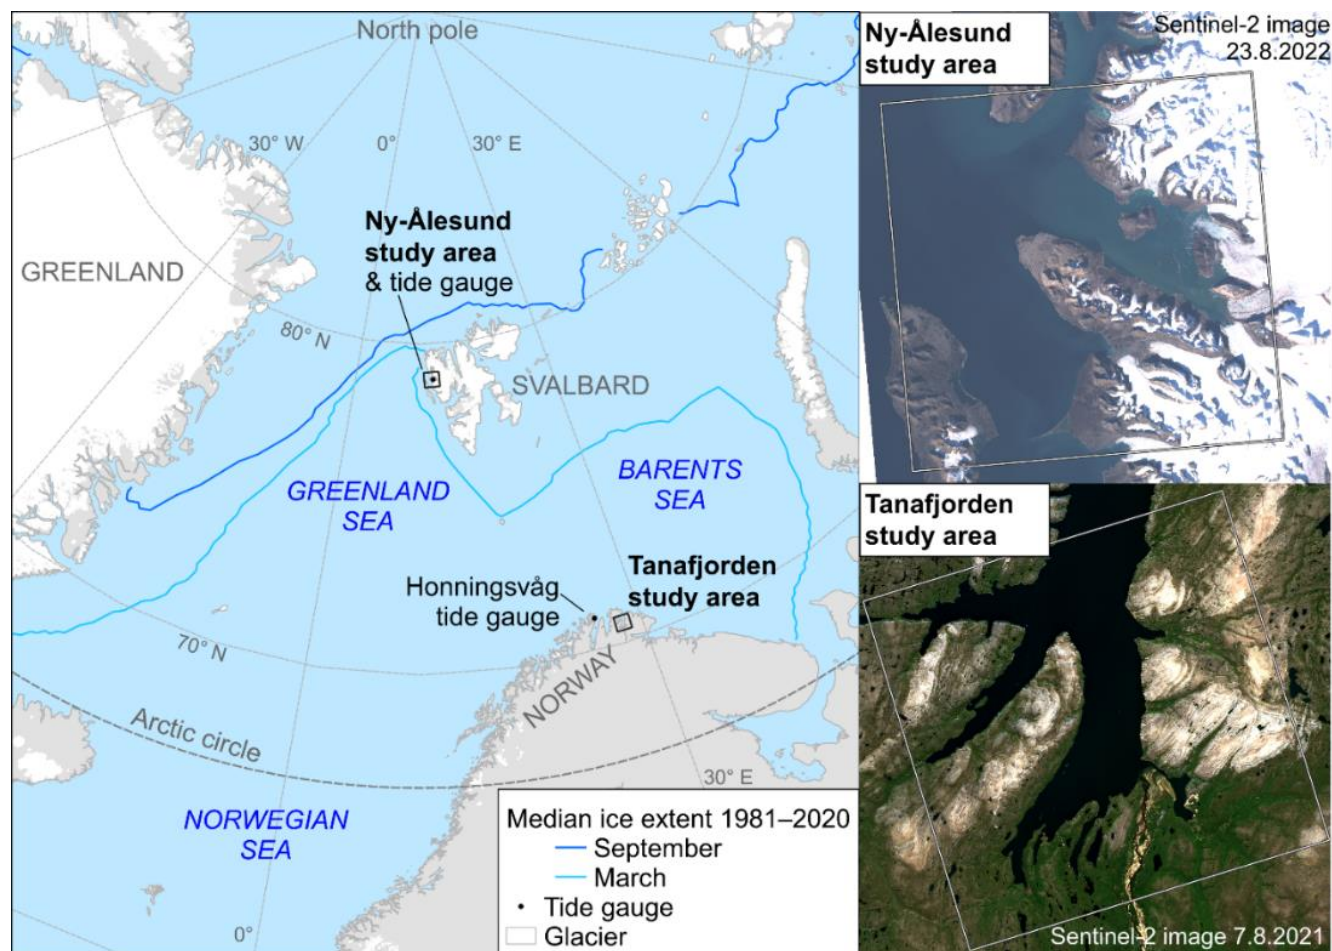 North pole
30° W
0°
30° E
Ny-Ålesund
study area
& tide gauge
GREENLAND
80° N
SVALBARD
GREENLAND
SEA
BARENTS
SEA
Tanafjorden
study area
Honningsvåg
tide gauge
70° N
NORWAY
Arctic circle
30° E
NORWEGIAN
SEA
0°
Median ice extent 1981–2020
September
March
Tide gauge
Glacier
Ny-Ålesund
study area
Sentinel-2 image
23.8.2022
Tanafjorden
study area
Sentinel-2 image 7.8.2021